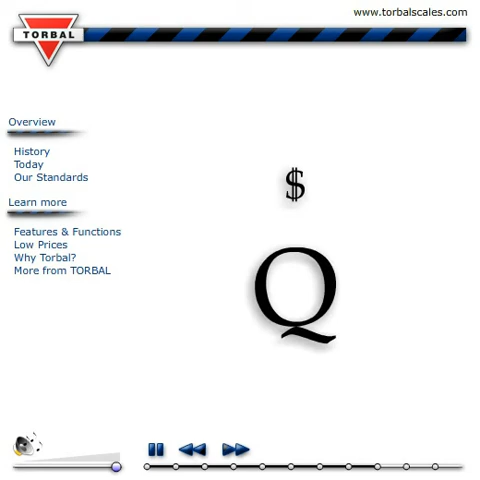 www.torbalscales.com
TORBAL
Overview
History
Today
Our Standards
Learn more
Features & Functions
Low Prices
Why Torbal?
More from TORBAL
$
Q